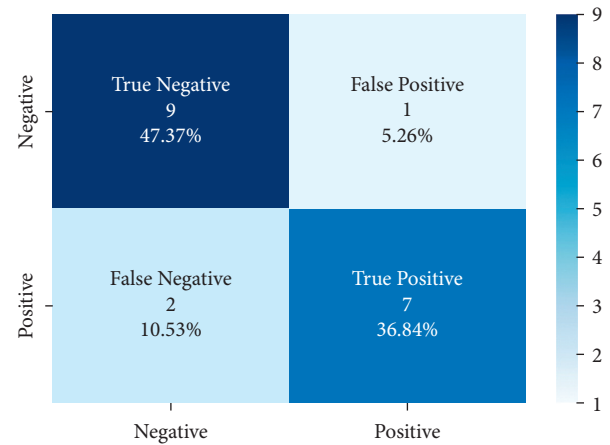 Negative
True Negative
9
47.37%
False Positive
1
5.26%
Positive
False Negative
2
10.53%
True Positive
7
36.84%
Negative
Positive
9
8
7
6
5
4
3
2
1